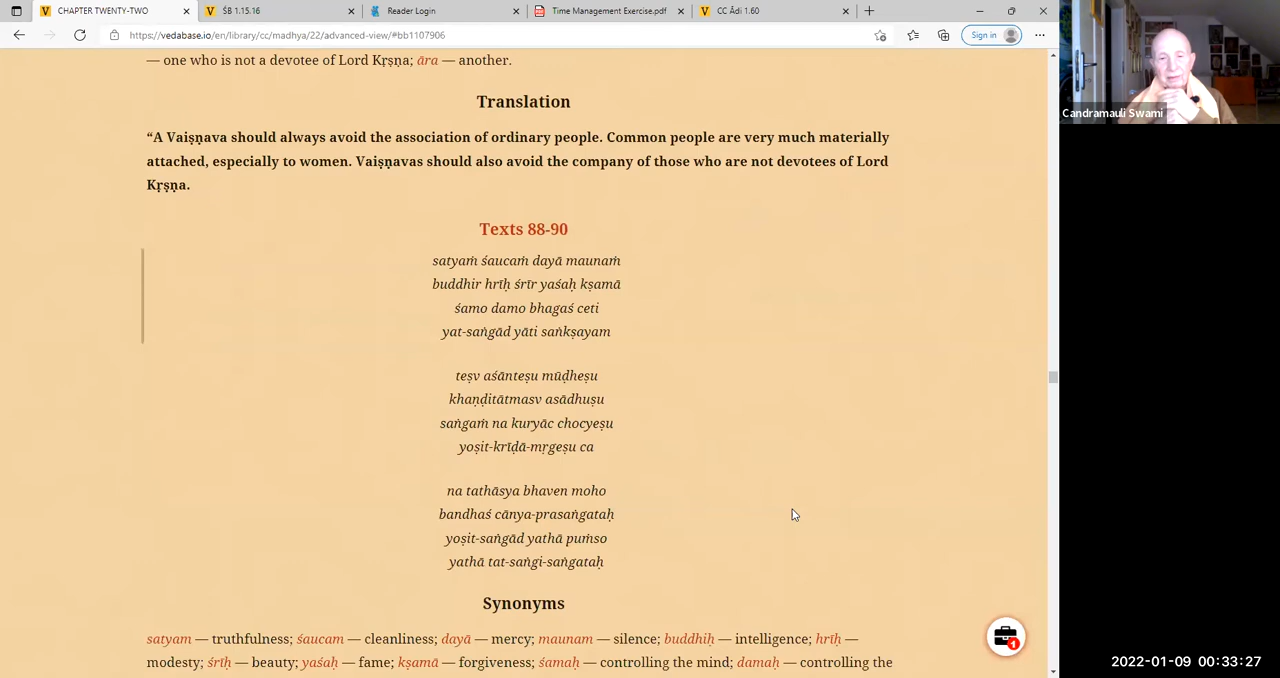 CHAPTER TWENTY-TWO
ŚB 1.15.16
Reader Login
Time Management Exercise.pdf
CC Ādi 1.60
https://vedabase.io/en/library/cc/madhya/22/advanced-view/#bb1107906
Sign in
— one who is not a devotee of Lord Kṛṣṇa; āra — another.
Translation
“A Vaiṣṇava should always avoid the association of ordinary people. Common people are very much materially
attached, especially to women. Vaiṣṇavas should also avoid the company of those who are not devotees of Lord
Kṛṣṇa.
Texts 88-90
satyaṁ śaucaṁ dayā maunaṁ
buddhir hrīḥ śrīr yaśaḥ kṣamā
śamo damo bhagaś ceti
yat-saṅgād yāti saṅkṣayam
teṣv aśānteṣu mūḍheṣu
khaṇḍitātmasv asādhuṣu
saṅgaṁ na kuryāc chocyeṣu
yoṣit-krīḍā-mṛgeṣu ca
na tathāsya bhaven moho
bandhaś cānya-prasaṅgataḥ
yoṣit-saṅgād yathā puṁso
yathā tat-saṅgi-saṅgataḥ
Synonyms
satyam — truthfulness; śaucam — cleanliness; dayā — mercy; maunam — silence; buddhiḥ — intelligence; hrīḥ —
modesty; śrīḥ — beauty; yaśaḥ — fame; kṣamā — forgiveness; śamaḥ — controlling the mind; damaḥ — controlling the
Candramauli Swami
1
2022-01-09 00:33:27